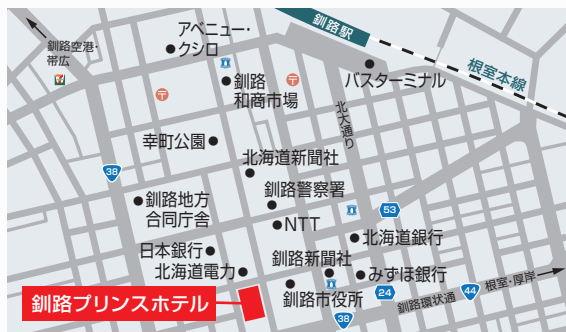 アベニュー・
クシロ
釧路駅
釧路空港・
帯広
7
〒
〒
釧路
和商市場
バスターミナル
根室本線
北大通り
幸町公園
北海道新聞社
38
釧路地方
合同庁舎
釧路警察署
53
NTT
北海道銀行
日本銀行
北海道電力
釧路新聞社
みずほ銀行
釧路プリンスホテル
釧路市役所
24
44
根室・厚岸
釧路環状通
38